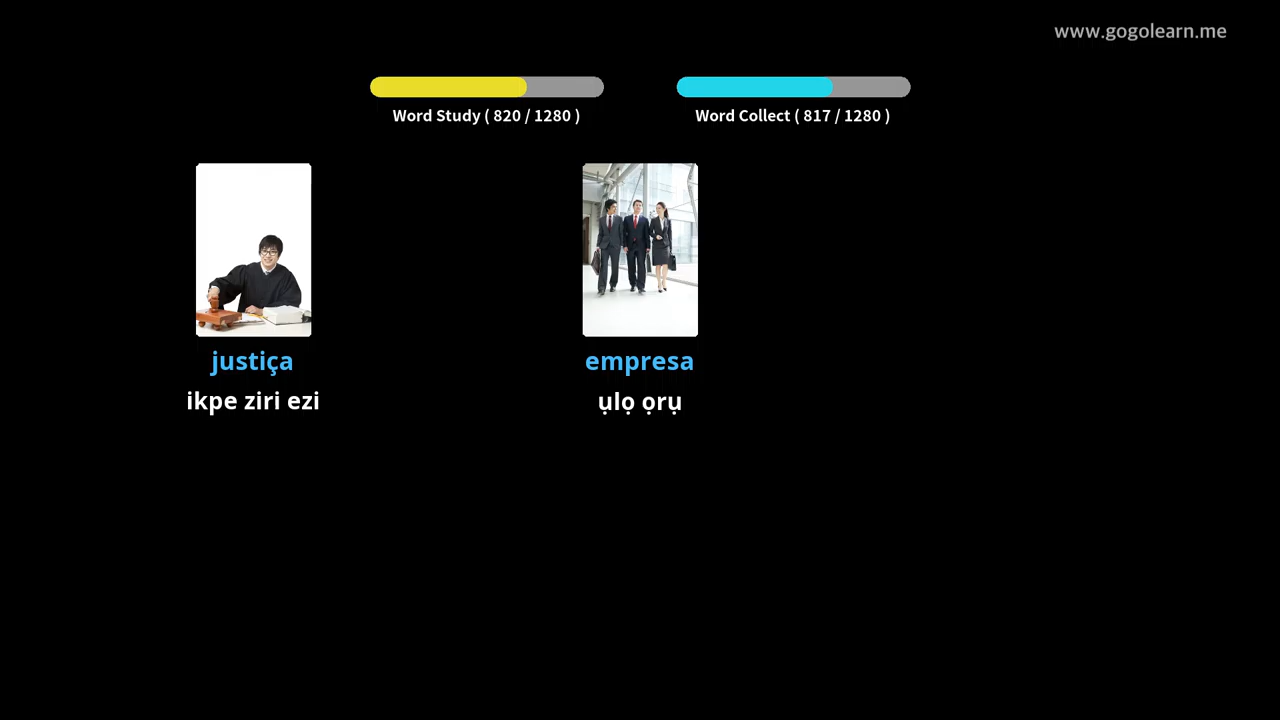 www.gogolearn.me
Word Study ( 820 / 1280 )
Word Collect ( 817 / 1280 )
justiça
ikpe ziri ezi
empresa
ụlọ ọrụ